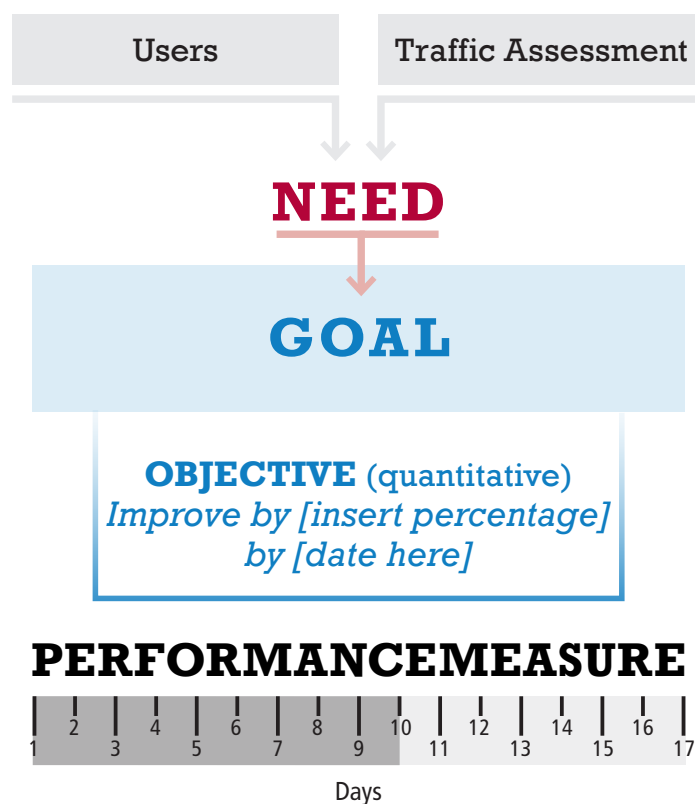 Users
Traffic Assessment
NEED
GOAL
OBJECTIVE (quantitative)
Improve by [insert percentage]
by [date here]
PERFORMANCEMEASURE
1 2 3 4 5 6 7 8 9 10 11 12 13 14 15 16 17
Days